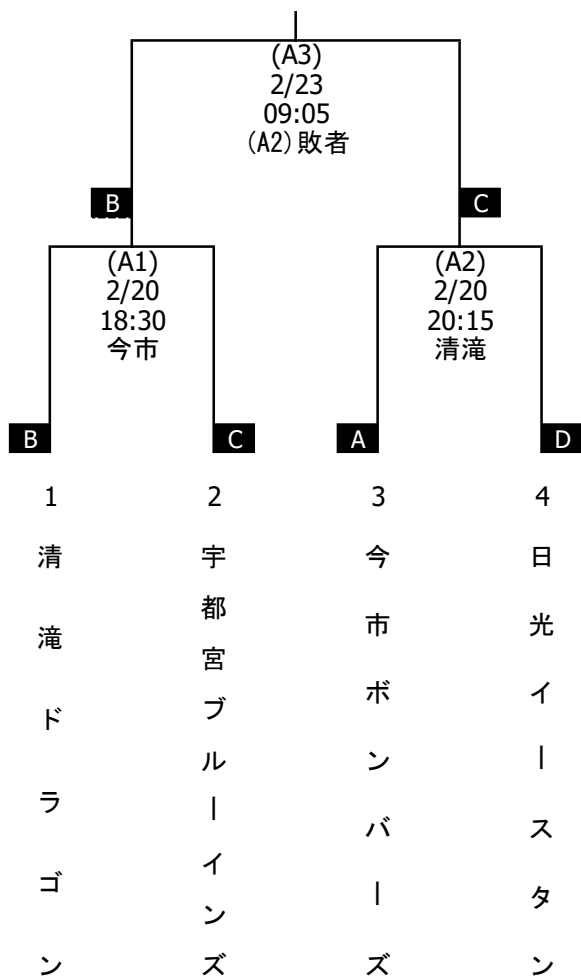 (A3)
2/23
09:05
(A2)敗者
B
C
(A1)
2/20
18:30
今市
(A2)
2/20
20:15
清滝
B
C
A
D
1
2
3
4
清滝ドラゴン
宇都宮ブルーインズ
今市ボンバーズ
日光イースタン